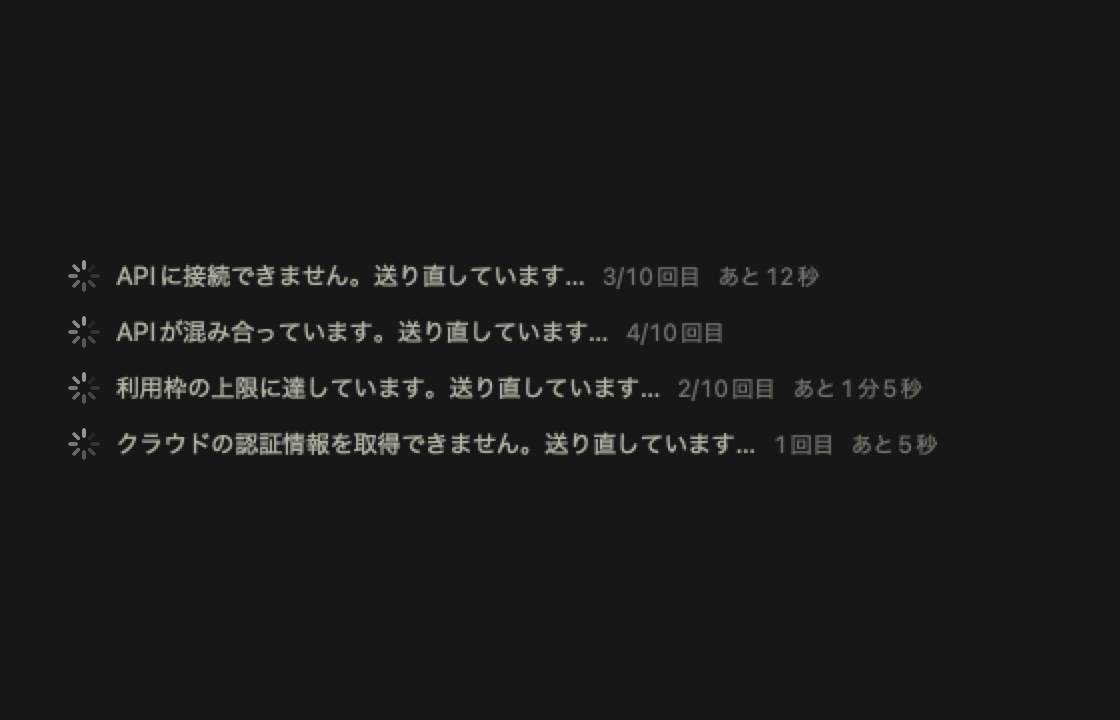 APIに接続できません。送り直しています... 3/10回目 あと12秒
APIが混み合っています。送り直しています... 4/10回目
利用枠の上限に達しています。送り直しています... 2/10回目 あと1分5秒
クラウドの認証情報を取得できません。送り直しています... 1回目 あと5秒